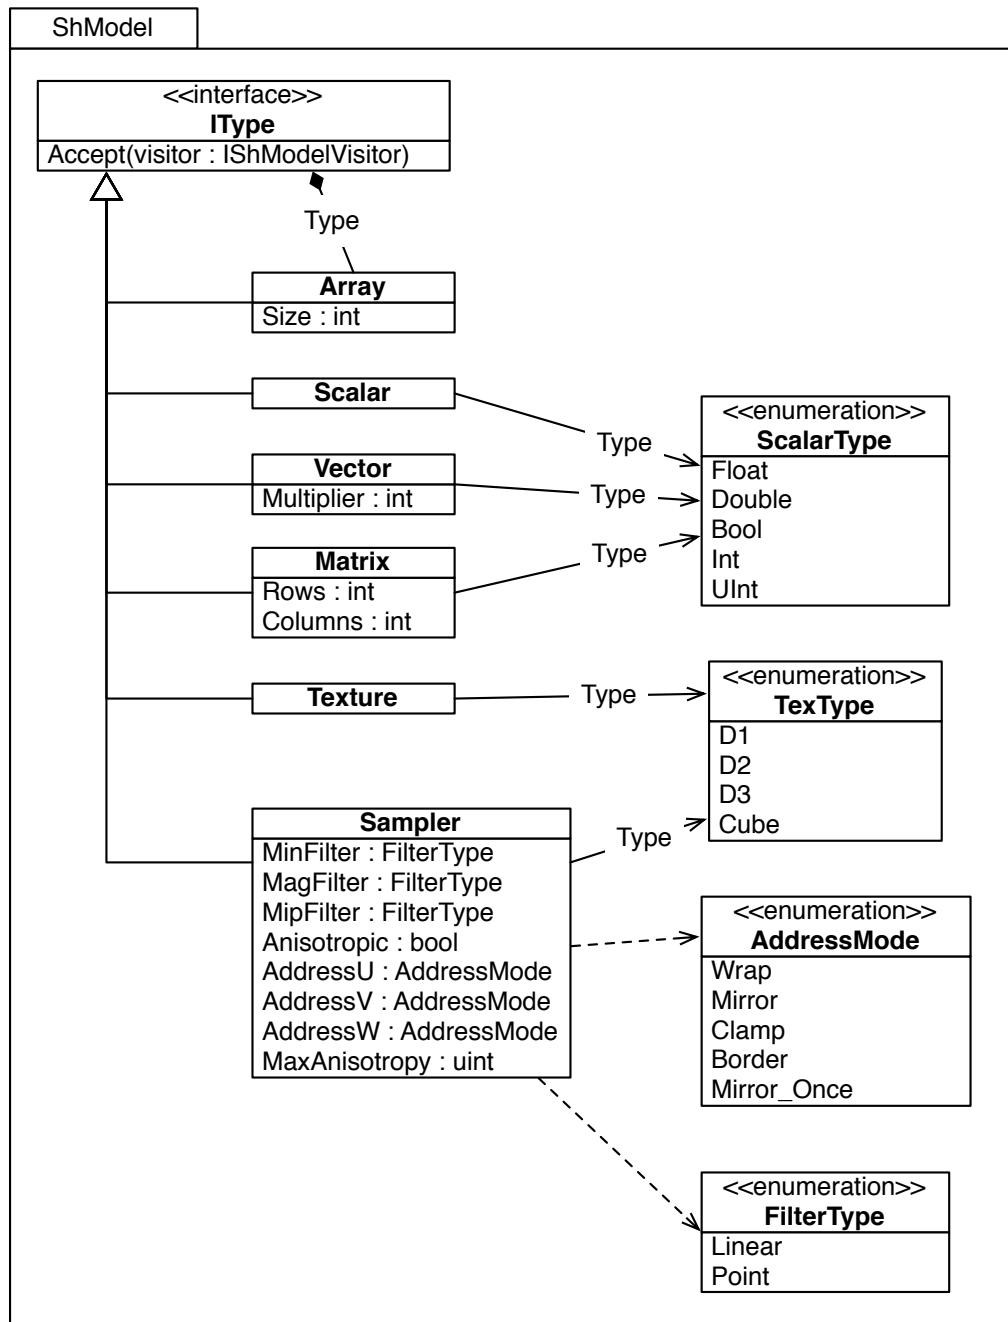 ShModel
<<interface>>
IType
Accept(visitor : IShModelVisitor)
Type
Array
Size : int
Scalar
Type
Vector
Multiplier : int
Type
Matrix
Rows : int
Columns : int
Type
<<enumeration>>
ScalarType
Float
Double
Bool
Int
UInt
Texture
Type
<<enumeration>>
TexType
D1
D2
D3
Cube
Sampler
MinFilter : FilterType
MagFilter : FilterType
MipFilter : FilterType
Anisotropic : bool
AddressU : AddressMode
AddressV : AddressMode
AddressW : AddressMode
MaxAnisotropy : uint
Type
<<enumeration>>
AddressMode
Wrap
Mirror
Clamp
Border
Mirror_Once
<<enumeration>>
FilterType
Linear
Point